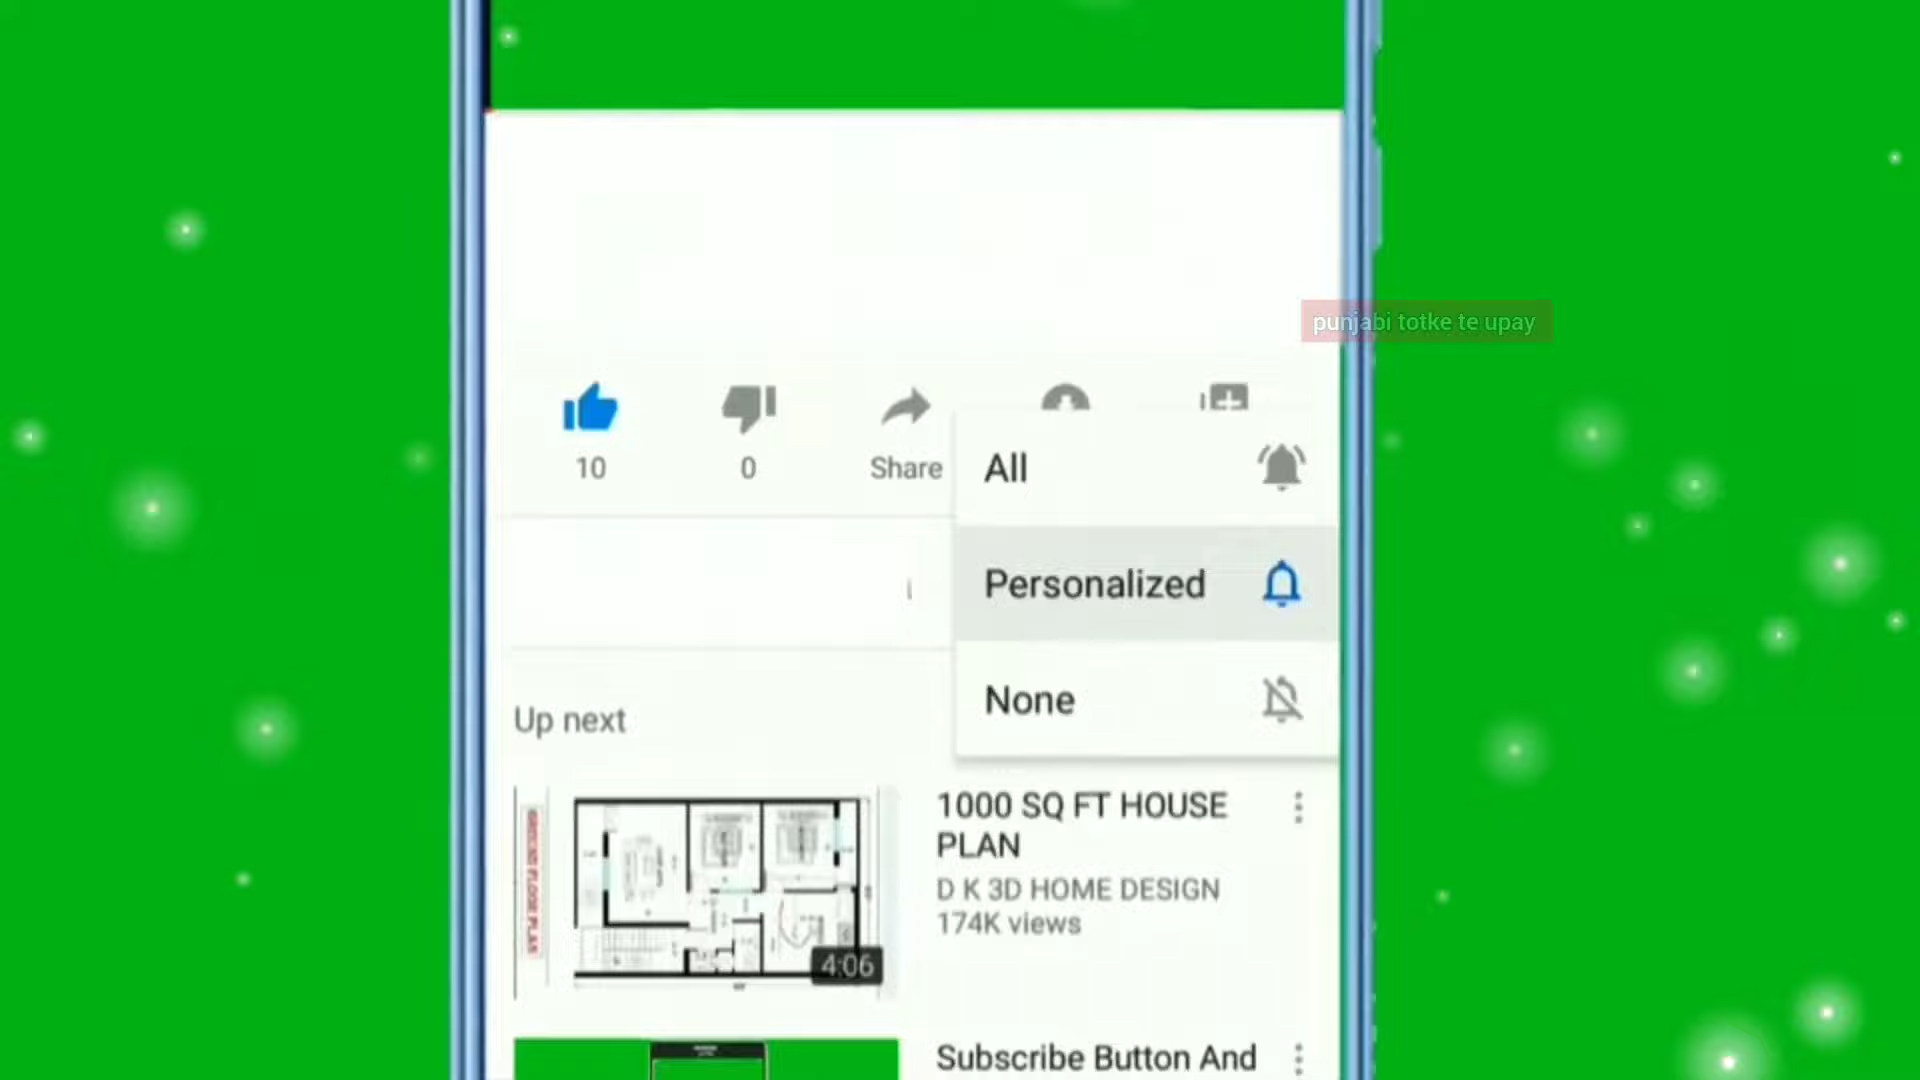 punjabi totke te upay
10
0
Share
All
Personalized
None
Up next
1000 SQ FT HOUSE
PLAN
D K 3D HOME DESIGN
174K views
4:06
Subscribe Button And